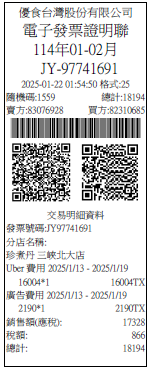 優食台灣股份有限公司
電子發票證明聯
114年01-02月
JY-97741691
2025-01-22 01:54:50 格式:25
隨機碼:1559 總計:18194
賣方:83076928 買方:82310685
交易明細資料
發票號碼:JY97741691
分店名稱:
珍煮丹 三峽北大店
Uber 費用 2025/1/13 - 2025/1/19
16004*1 16004TX
廣告費用 2025/1/13 - 2025/1/19
2190*1 2190TX
銷售額(應稅): 17328
稅額: 866
總計: 18194